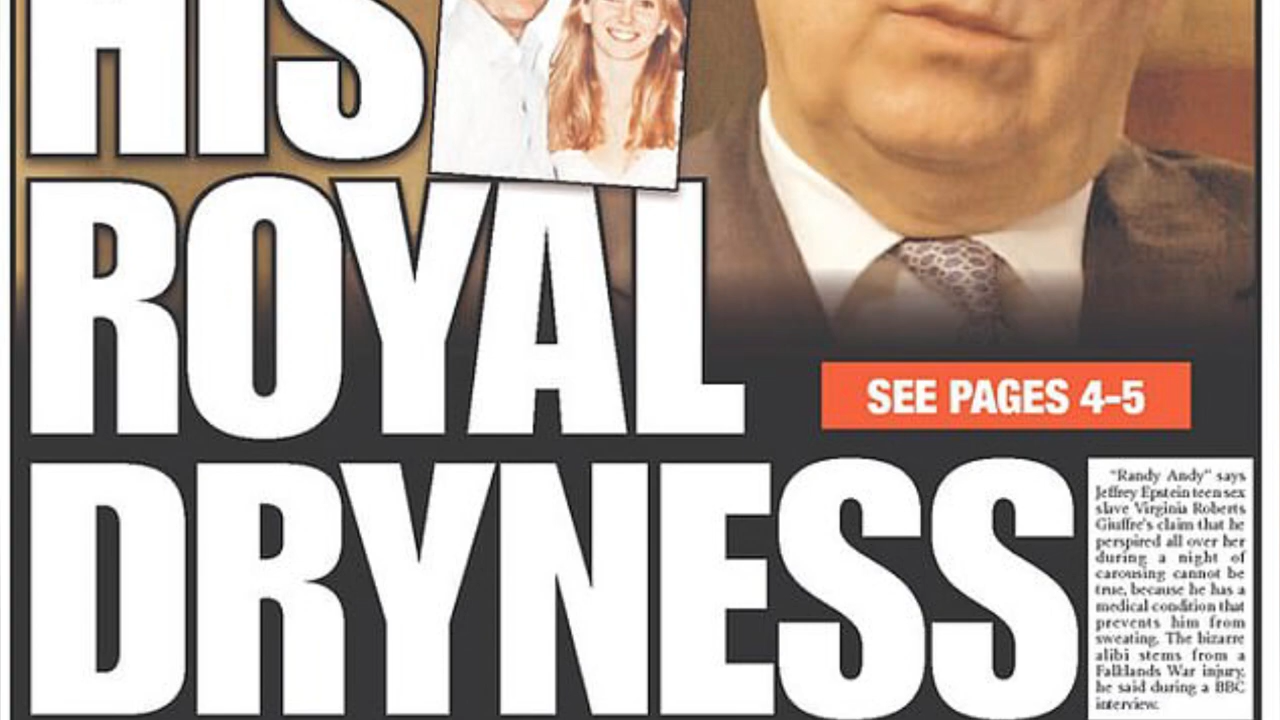 HIS
ROYAL
DRYNESS
SEE PAGES 4-5
"Randy Andy" says
Jeffrey Epstein teen sex
slave Virginia Roberts
Giuffre's claim that he
perspired all over her
during a night of
carousing cannot be
true, because he has a
medical condition that
prevents him from
sweating. The bizarre
alibi stems from a
Falklands War injury,
he said during a BBC
interview.